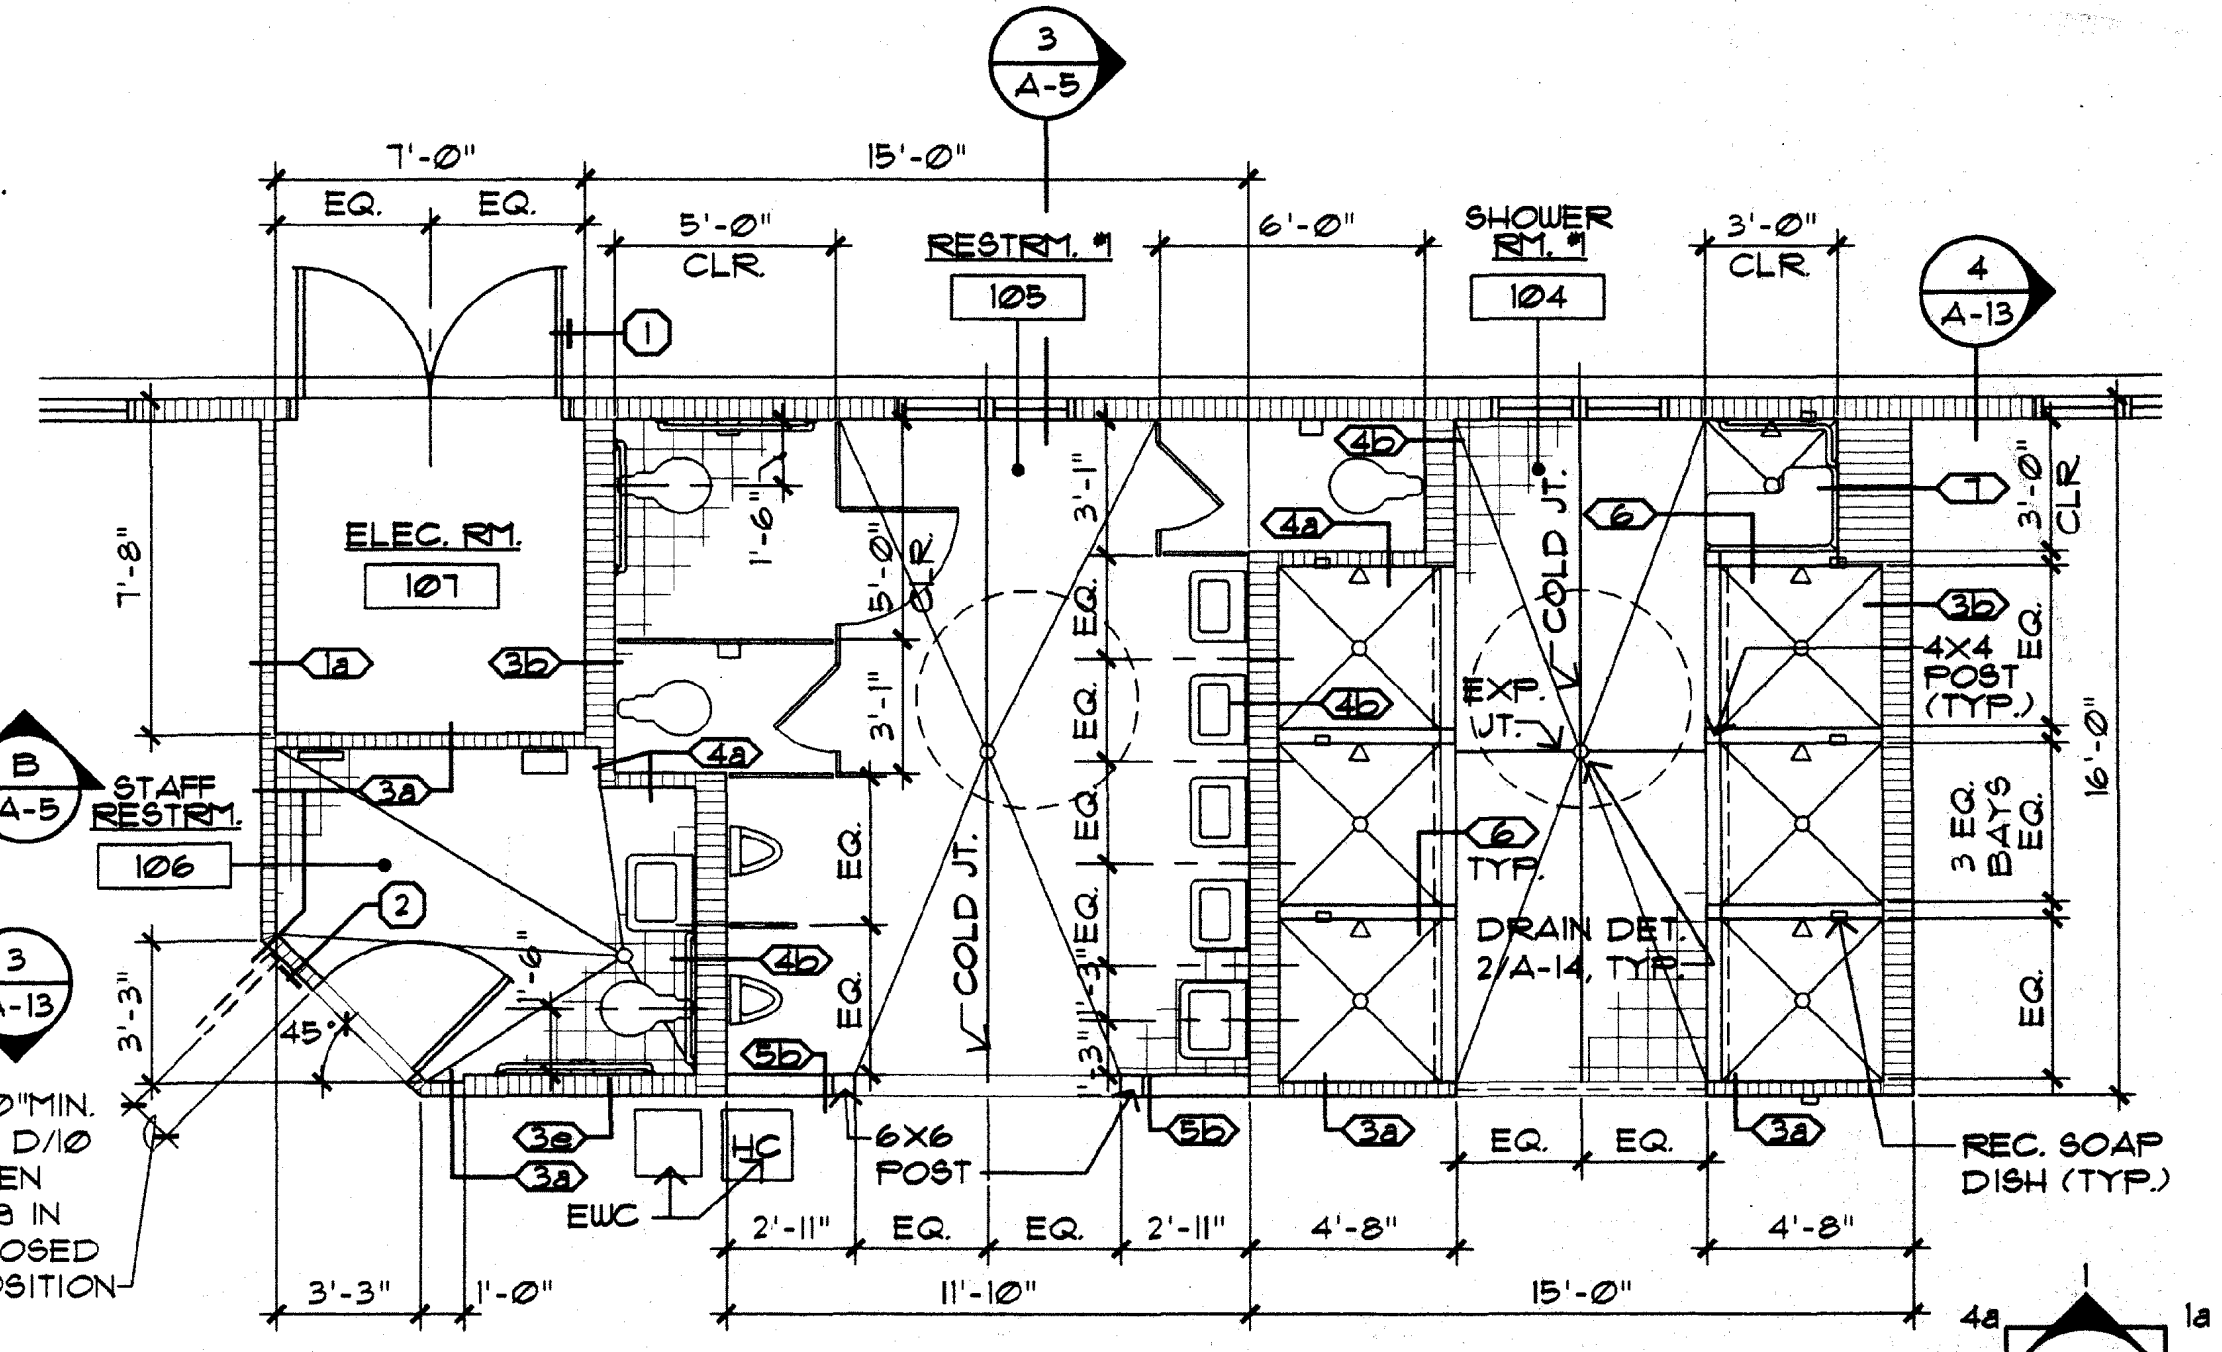 3
A-5
7'-0"
15'-0"
EQ.
EQ.
5'-0"
CLR.
RESTRM. #1
105
6'-0"
SHOWER
RM. #1
104
3'-0"
CLR.
4
A-13
1
4b
7
3'-0"
CLR
ELEC. RM.
107
7'-8"
1'-6"
5'-0"
CLR.
3'-1"
4a
6
COLD JT.
3b
4X4
POST
(TYP.)
1a
3b
3'-1"
EQ.
EQ.
EQ.
EQ.
1'-3"
1'-3"
4b
EXP.
JT.
EQ.
EQ.
EQ.
3 EQ.
BAYS
16'-0"
B
A-5
STAFF
RESTRM.
106
3a
4a
2
EQ.
EQ.
COLD JT.
6
TYP.
DRAIN DET.
2/A-14, TYP.
3
A-13
3'-3"
45°
1'-6"
4b
5b
0"MIN.
D/10
EN
B IN
OSED
OSITION
3e
3a
HC
EWC
6X6
POST
5b
3a
EQ.
EQ.
3a
REC. SOAP
DISH (TYP.)
2'-11"
EQ.
EQ.
2'-11"
4'-8"
4'-8"
3'-3"
1'-0"
11'-10"
15'-0"
1
4a
1a